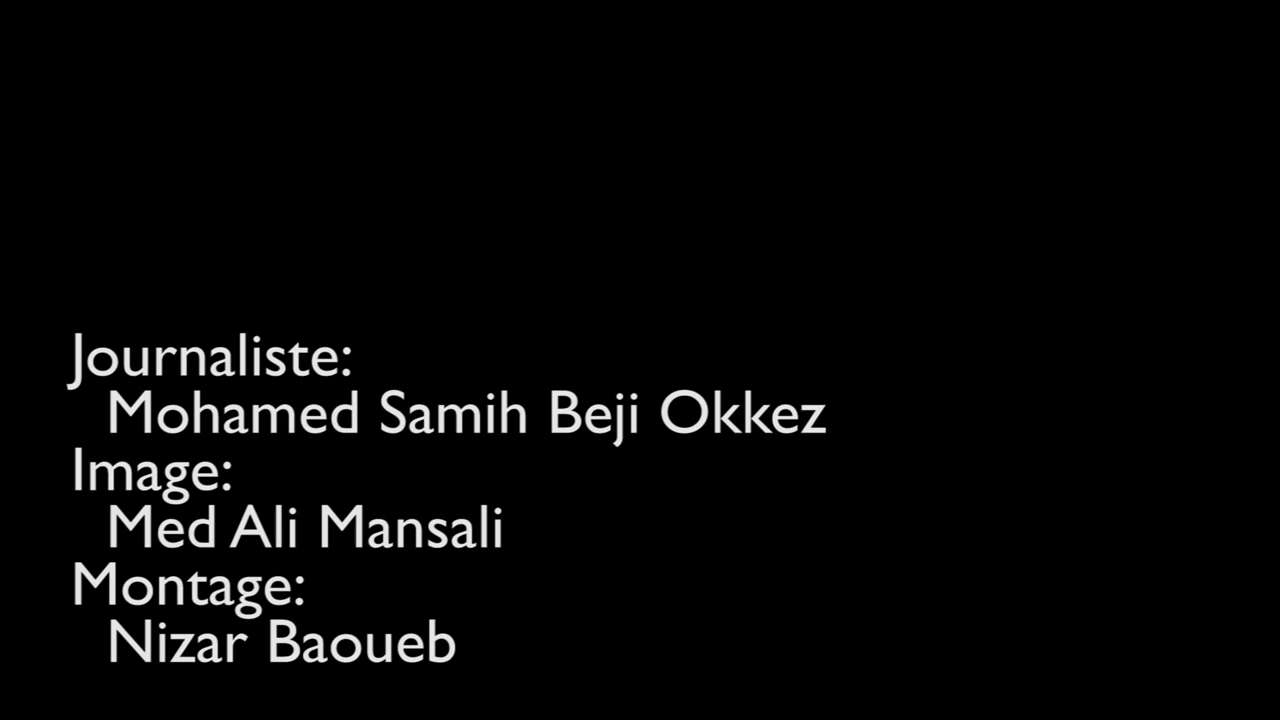 Journaliste:
Mohamed Samih Beji Okkez
Image:
Med Ali Mansali
Montage:
Nizar Baoueb